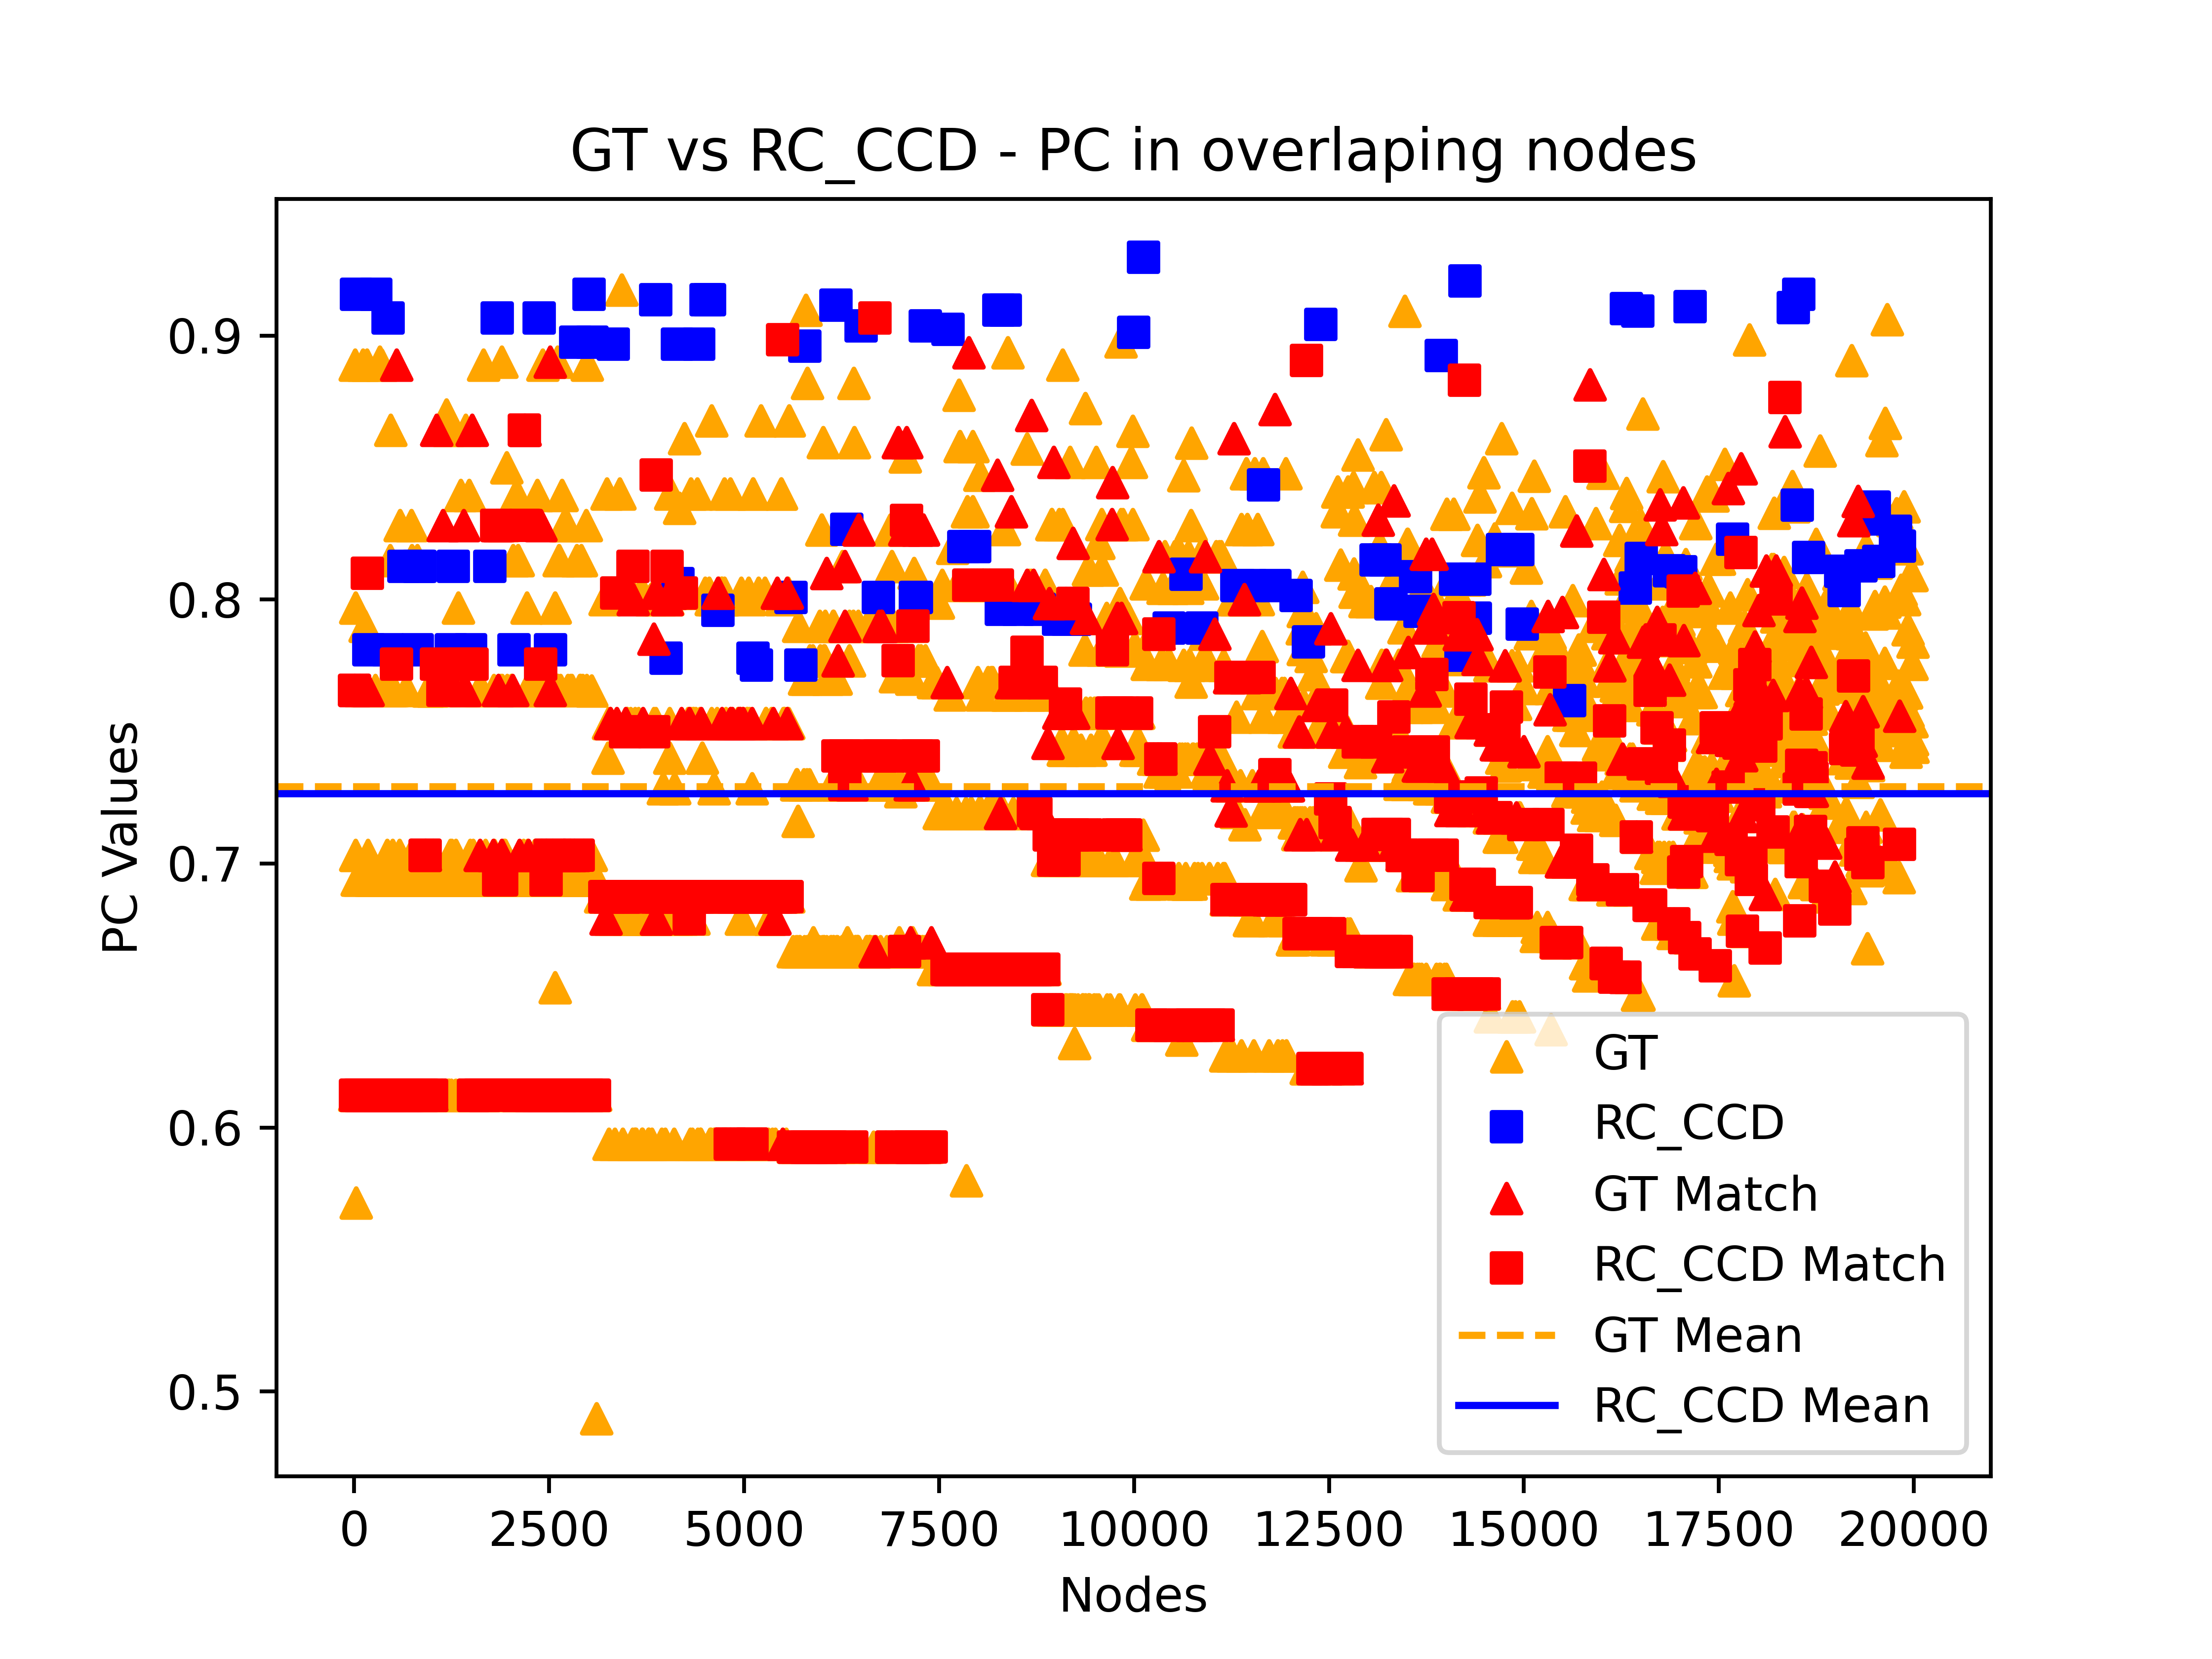 GT vs RC_CCD - PC in overlaping nodes
PC Values
0.9
0.8
0.7
0.6
0.5
0 2500 5000 7500 10000 12500 15000 17500 20000
Nodes
GT
RC_CCD
GT Match
RC_CCD Match
GT Mean
RC_CCD Mean